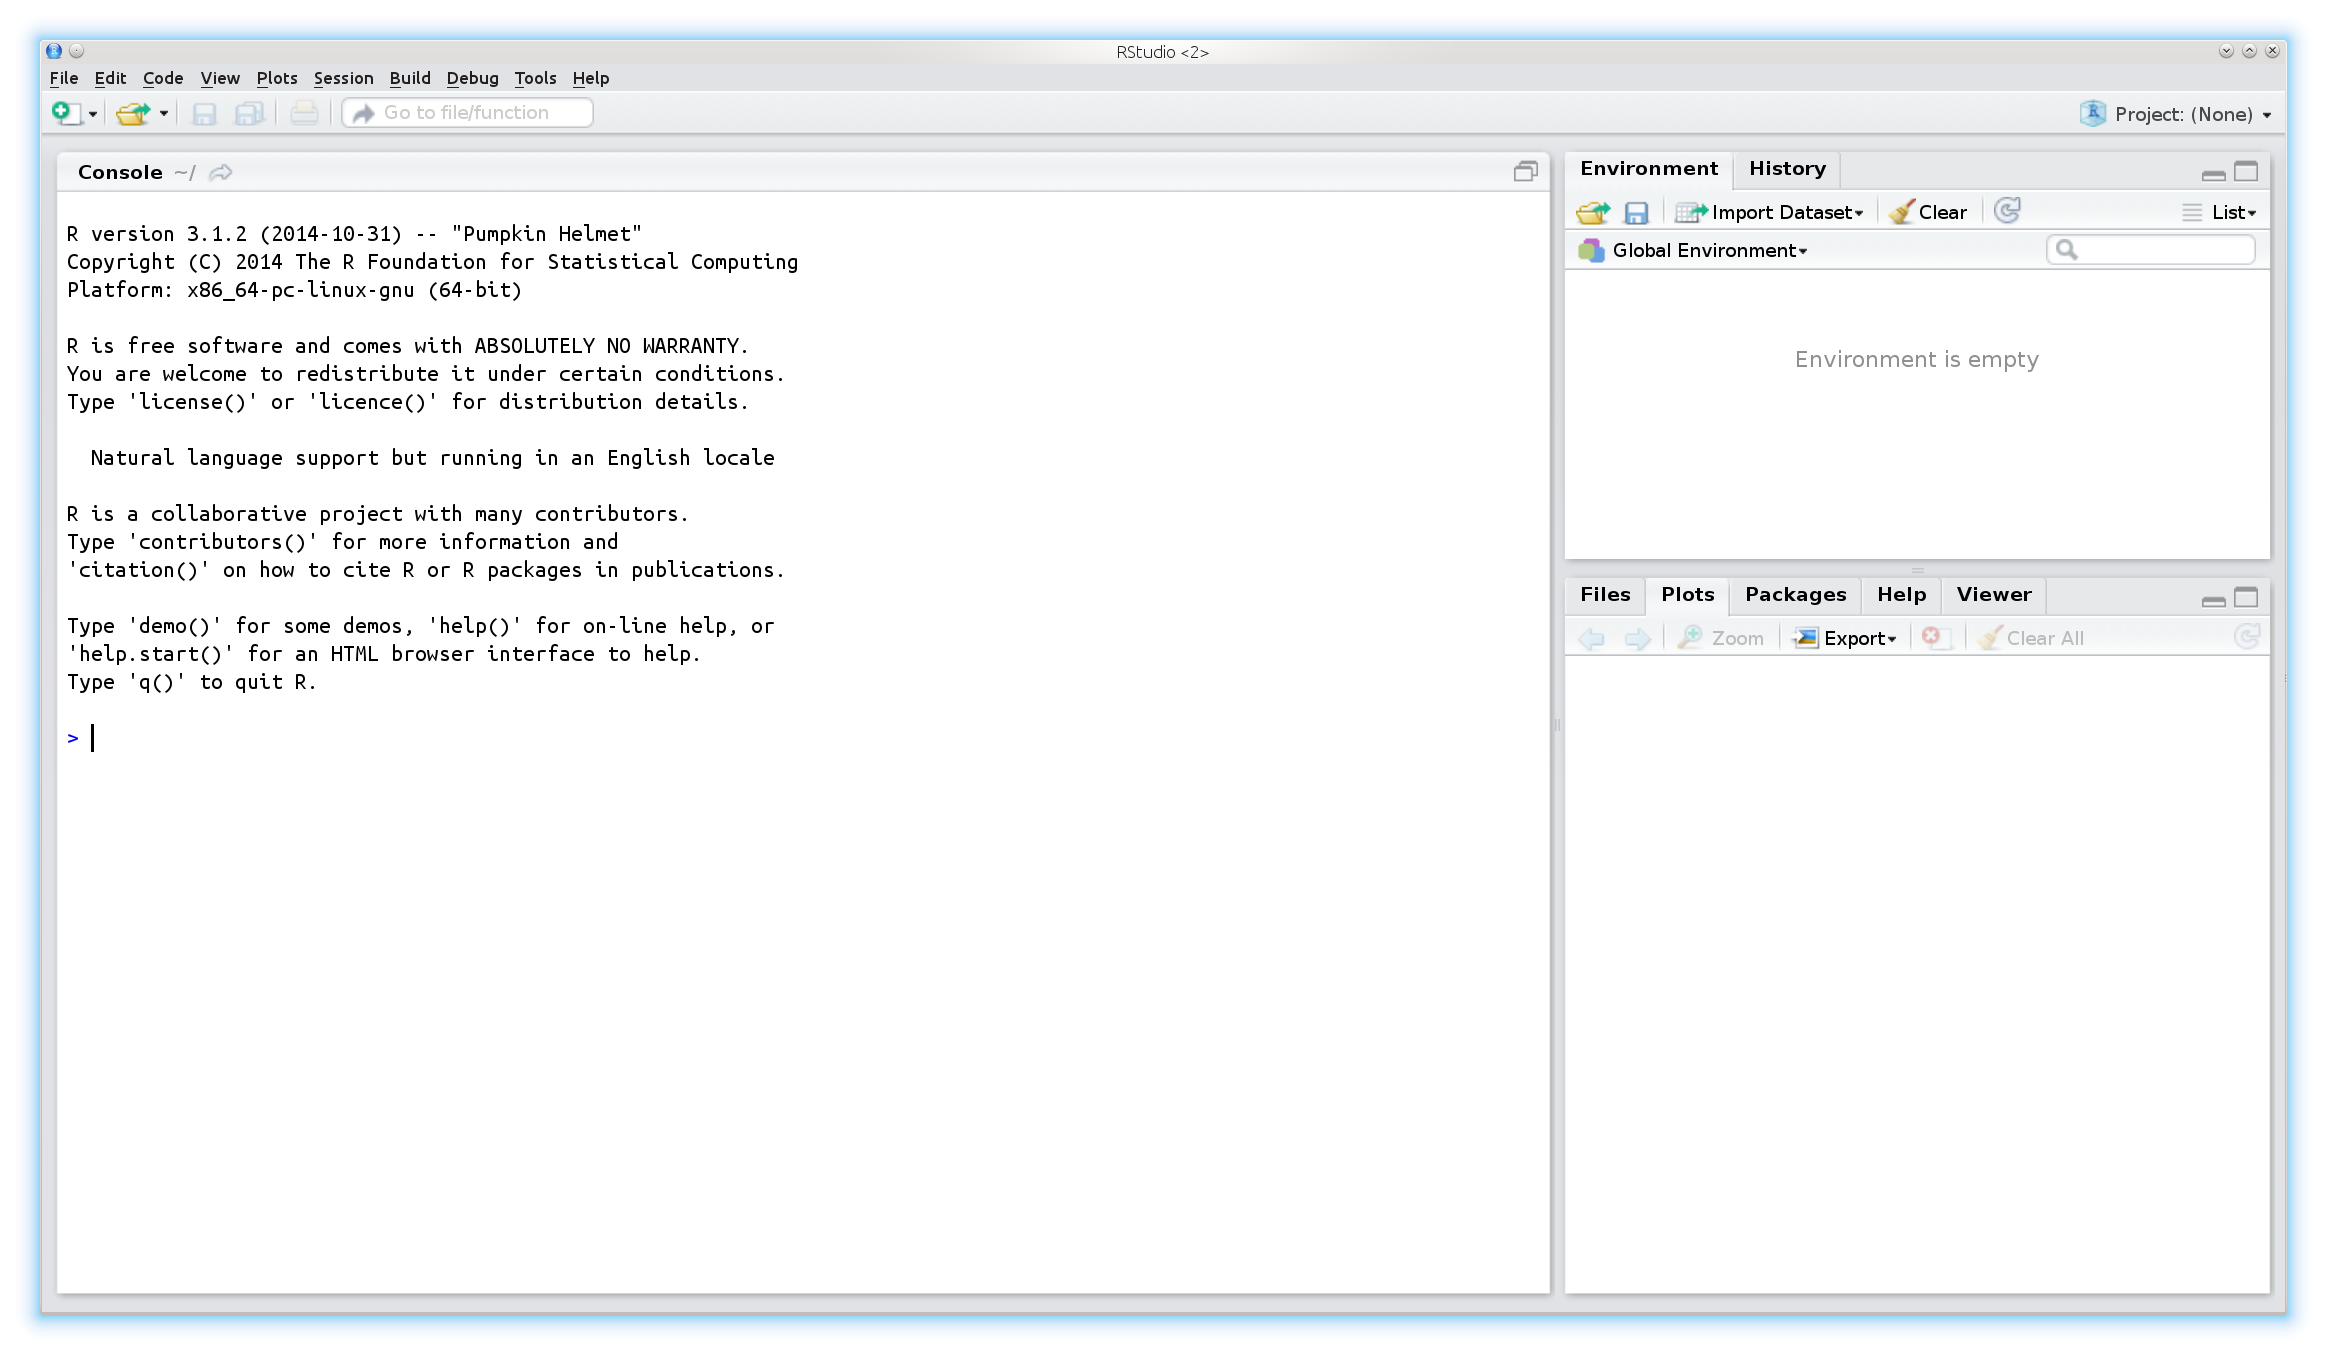 RStudio <2>
File Edit Code View Plots Session Build Debug Tools Help
Go to file/function
Project: (None)
Console ~/
R version 3.1.2 (2014-10-31) -- "Pumpkin Helmet"
Copyright (C) 2014 The R Foundation for Statistical Computing
Platform: x86_64-pc-linux-gnu (64-bit)
R is free software and comes with ABSOLUTELY NO WARRANTY.
You are welcome to redistribute it under certain conditions.
Type 'license()' or 'licence()' for distribution details.
Natural language support but running in an English locale
R is a collaborative project with many contributors.
Type 'contributors()' for more information and
'citation()' on how to cite R or R packages in publications.
Type 'demo()' for some demos, 'help()' for on-line help, or
'help.start()' for an HTML browser interface to help.
Type 'q()' to quit R.
>
Environment History
Import Dataset Clear List
Global Environment
Environment is empty
Files Plots Packages Help Viewer
Zoom Export Clear All